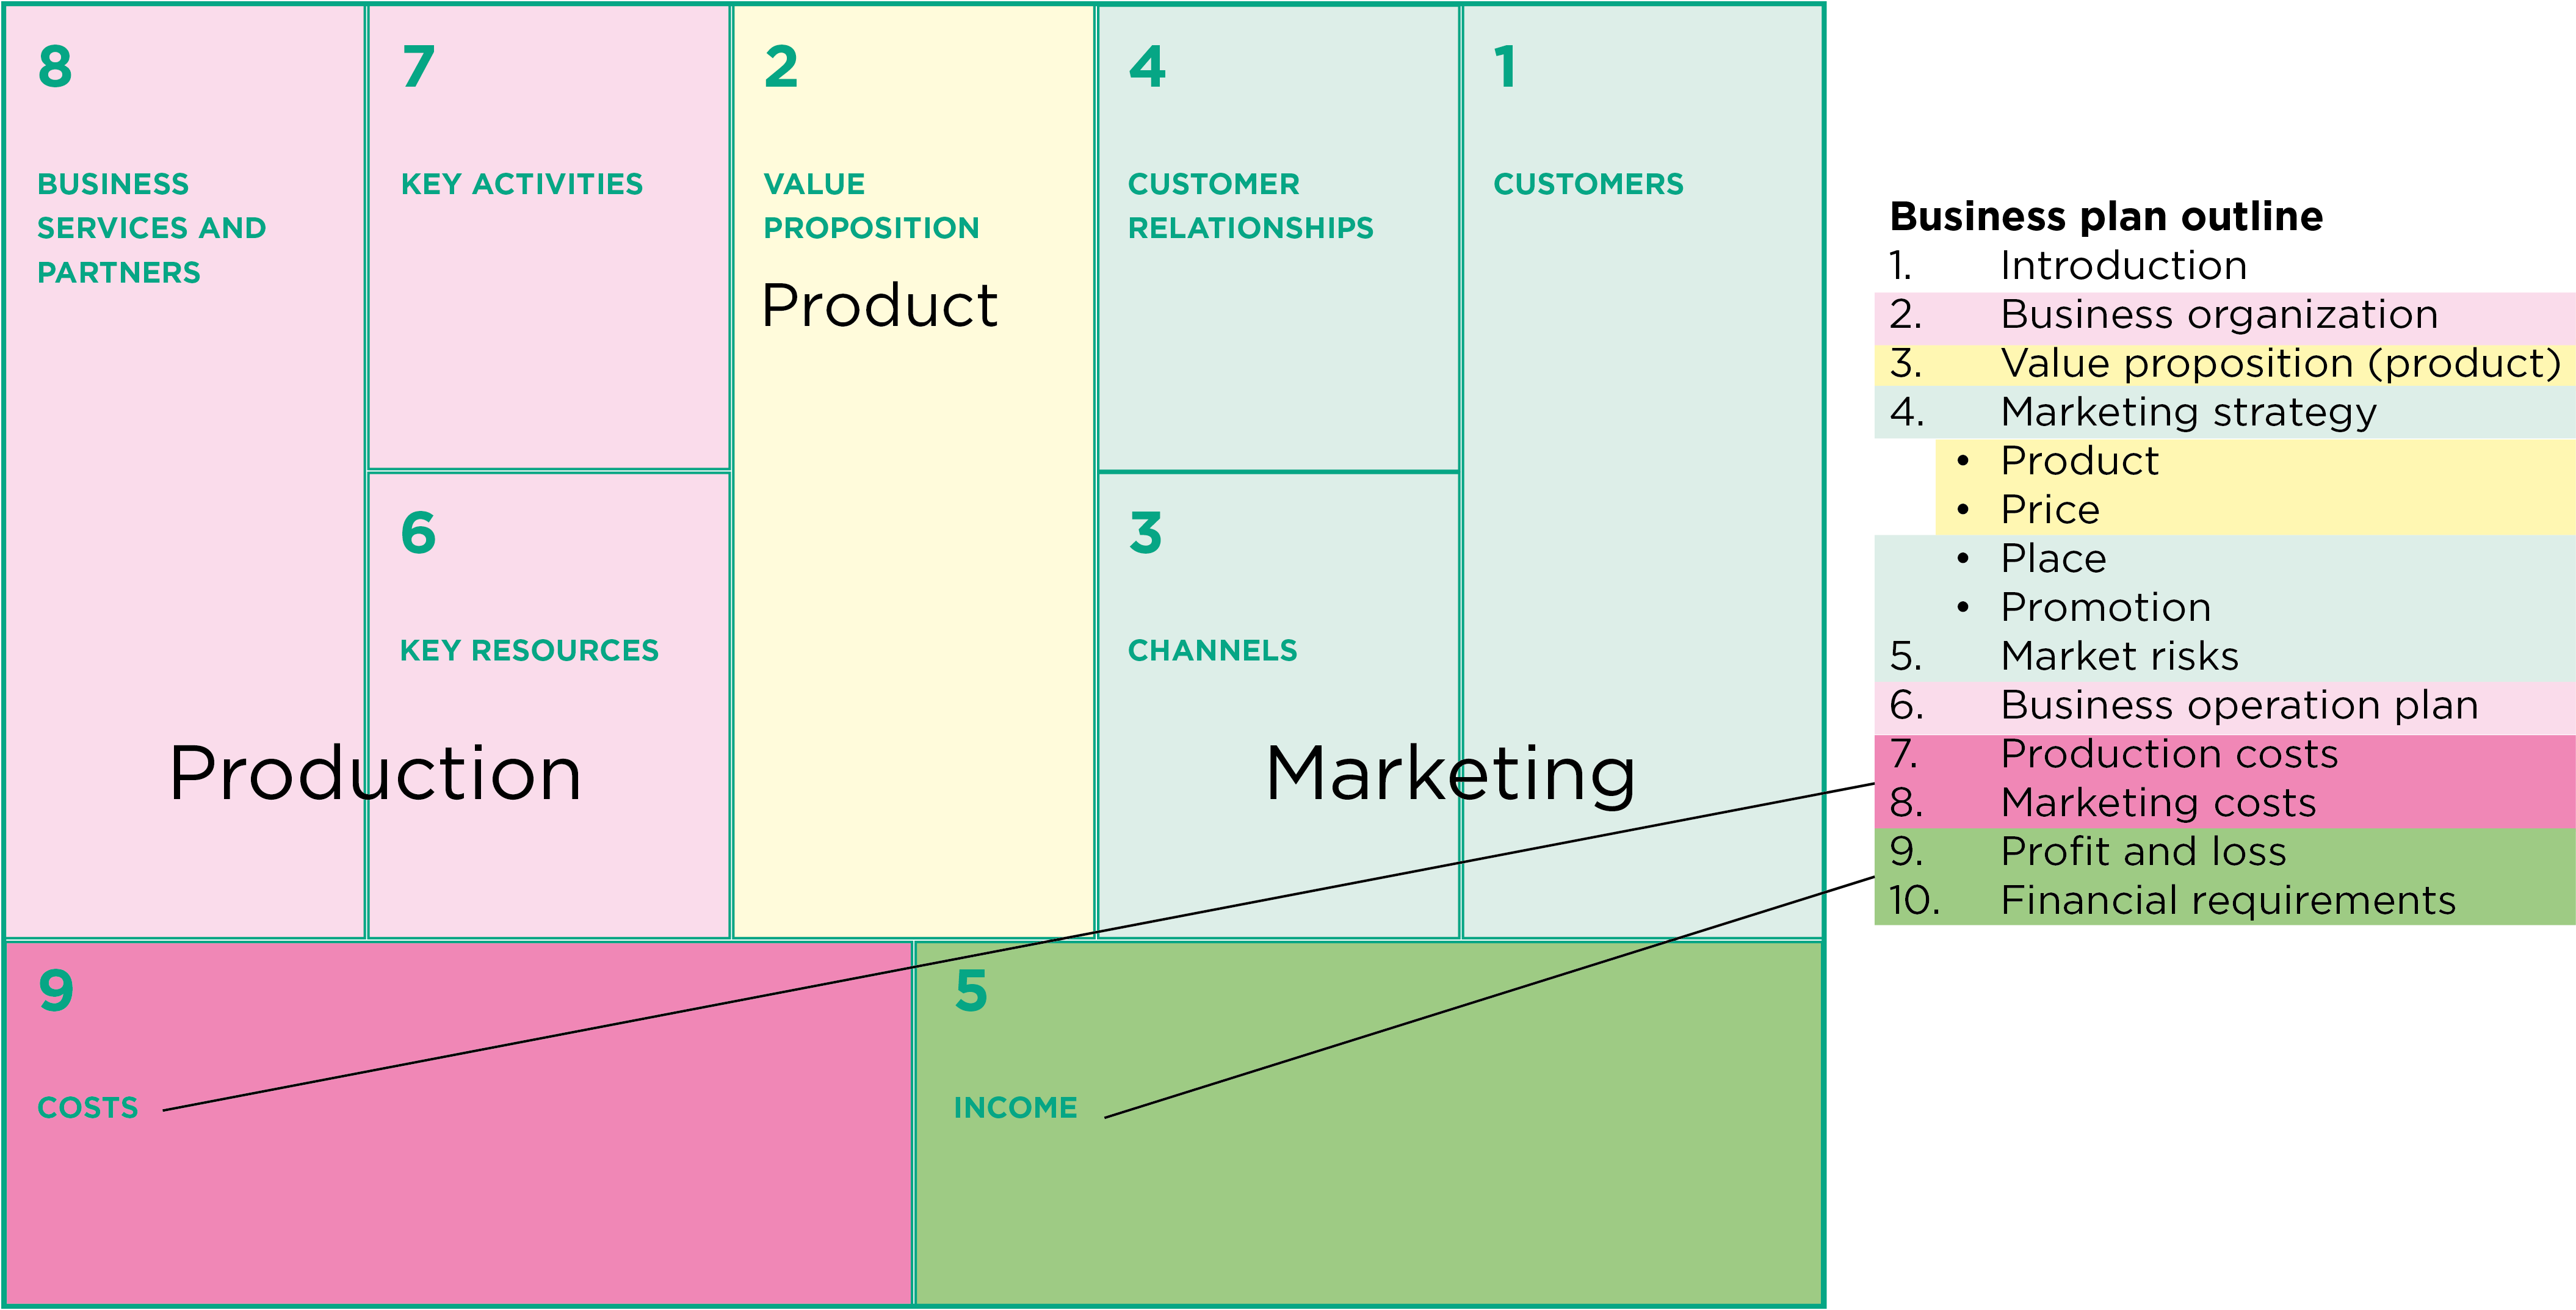 8
BUSINESS
SERVICES AND
PARTNERS
7
KEY ACTIVITIES
6
KEY RESOURCES
Production
2
VALUE
PROPOSITION
Product
4
CUSTOMER
RELATIONSHIPS
3
CHANNELS
1
CUSTOMERS
Marketing
9
COSTS
5
INCOME
Business plan outline
1. Introduction
2. Business organization
3. Value proposition (product)
4. Marketing strategy
• Product
• Price
• Place
• Promotion
5. Market risks
6. Business operation plan
7. Production costs
8. Marketing costs
9. Profit and loss
10. Financial requirements